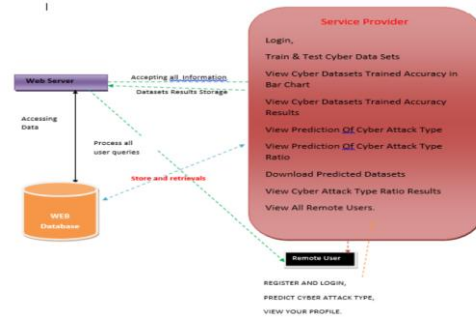 Service Provider
Login,
Train & Test Cyber Data Sets
View Cyber Datasets Trained Accuracy in
Bar Chart
View Cyber Datasets Trained Accuracy
Results
View Prediction Of Cyber Attack Type
View Prediction Of Cyber Attack Type
Ratio
Download Predicted Datasets
View Cyber Attack Type Ratio Results
View All Remote Users.
Web Server
Accepting all Information
Datasets Results Storage
Accessing
Data
Process all
user queries
Store and retrievals
WEB
Database
Remote User
REGISTER AND LOGIN,
PREDICT CYBER ATTACK TYPE,
VIEW YOUR PROFILE.